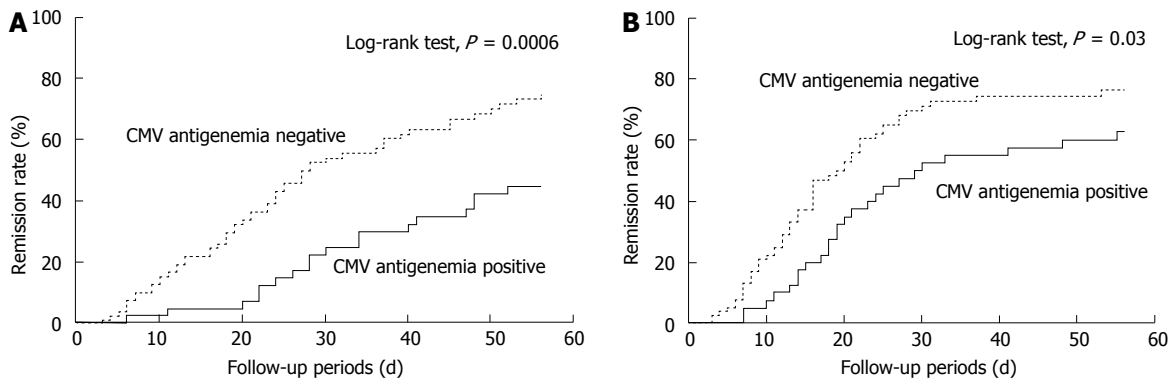 A
100
80
60
40
20
0
Remission rate (%)
Log-rank test, P = 0.0006
CMV antigenemia negative
CMV antigenemia positive
0 10 20 30 40 50 60
Follow-up periods (d)
B
100
80
60
40
20
0
Remission rate (%)
Log-rank test, P = 0.03
CMV antigenemia negative
CMV antigenemia positive
0 10 20 30 40 50 60
Follow-up periods (d)